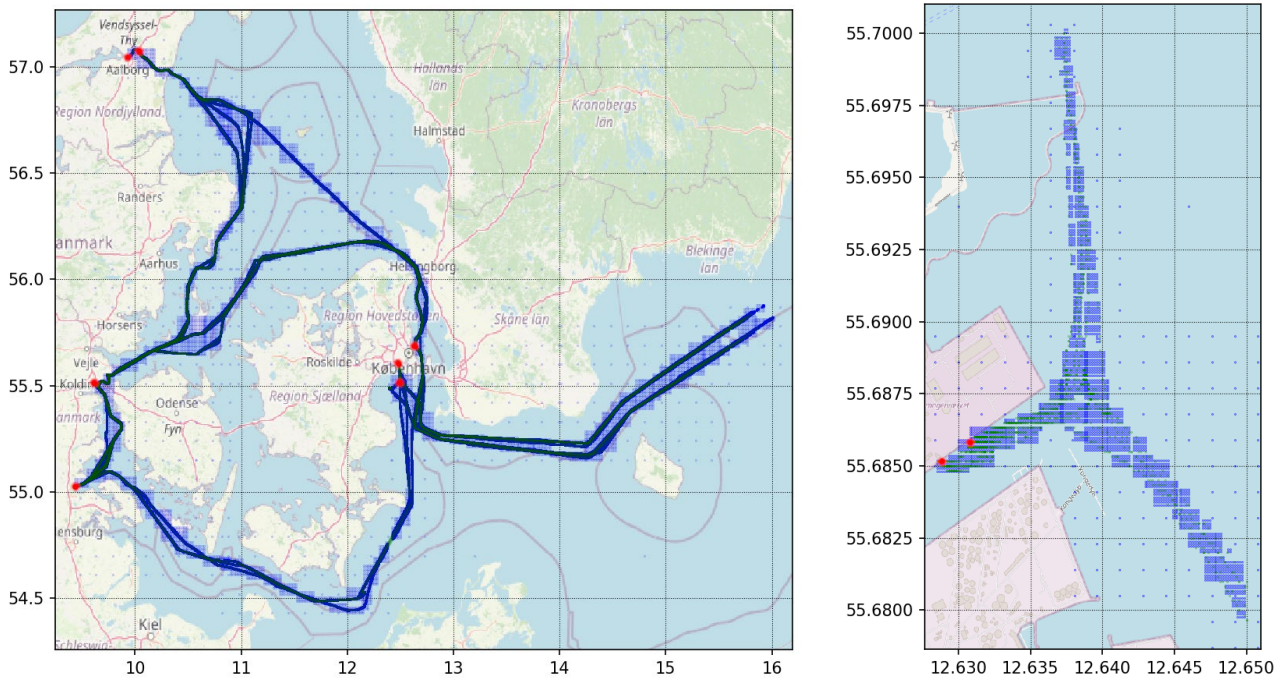 Vendsyssel-
Thy
57.0
Aalborg
Region Nordjylland
Hallands
län
Kronobergs
län
56.5
Halmstad
Randers
anmark
Aarhus
Blekinge
län
56.0
Helsingborg
Horsens
Region Hovedstaden
Skåne län
Vejle
Roskilde
København
55.5
Kolding
Region Sjælland
anmark
Odense
Fyn
55.0
ensburg
54.5
Kiel
Schleswig-
10
11
12
13
14
15
16
55.7000
55.6975
55.6950
55.6925
55.6900
55.6875
55.6850
55.6825
55.6800
12.630
12.635
12.640
12.645
12.650